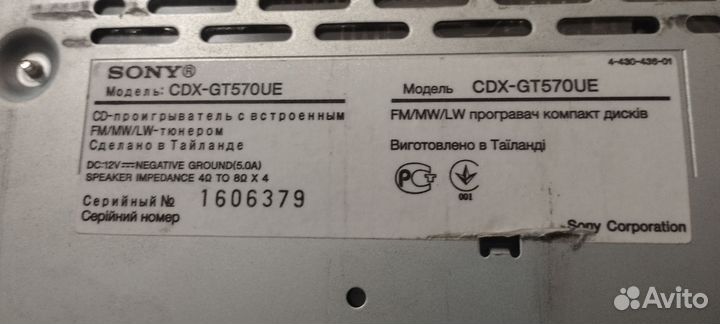 4-430-436-01
SONY®
Модель: CDX-GT570UE
CD-проигрыватель с встроенным
FM/MW/LW-тюнером
Сделано в Тайланде
DC:12V⎓NEGATIVE GROUND(5.0A)
SPEAKER IMPEDANCE 4Ω TO 8Ω X 4
Серийный № 1606379
Серійний номер
Модель CDX-GT570UE
FM/MW/LW програвач компакт дисків
Виготовлено в Таїланді
РСТ
001
Sony Corporation
Avito